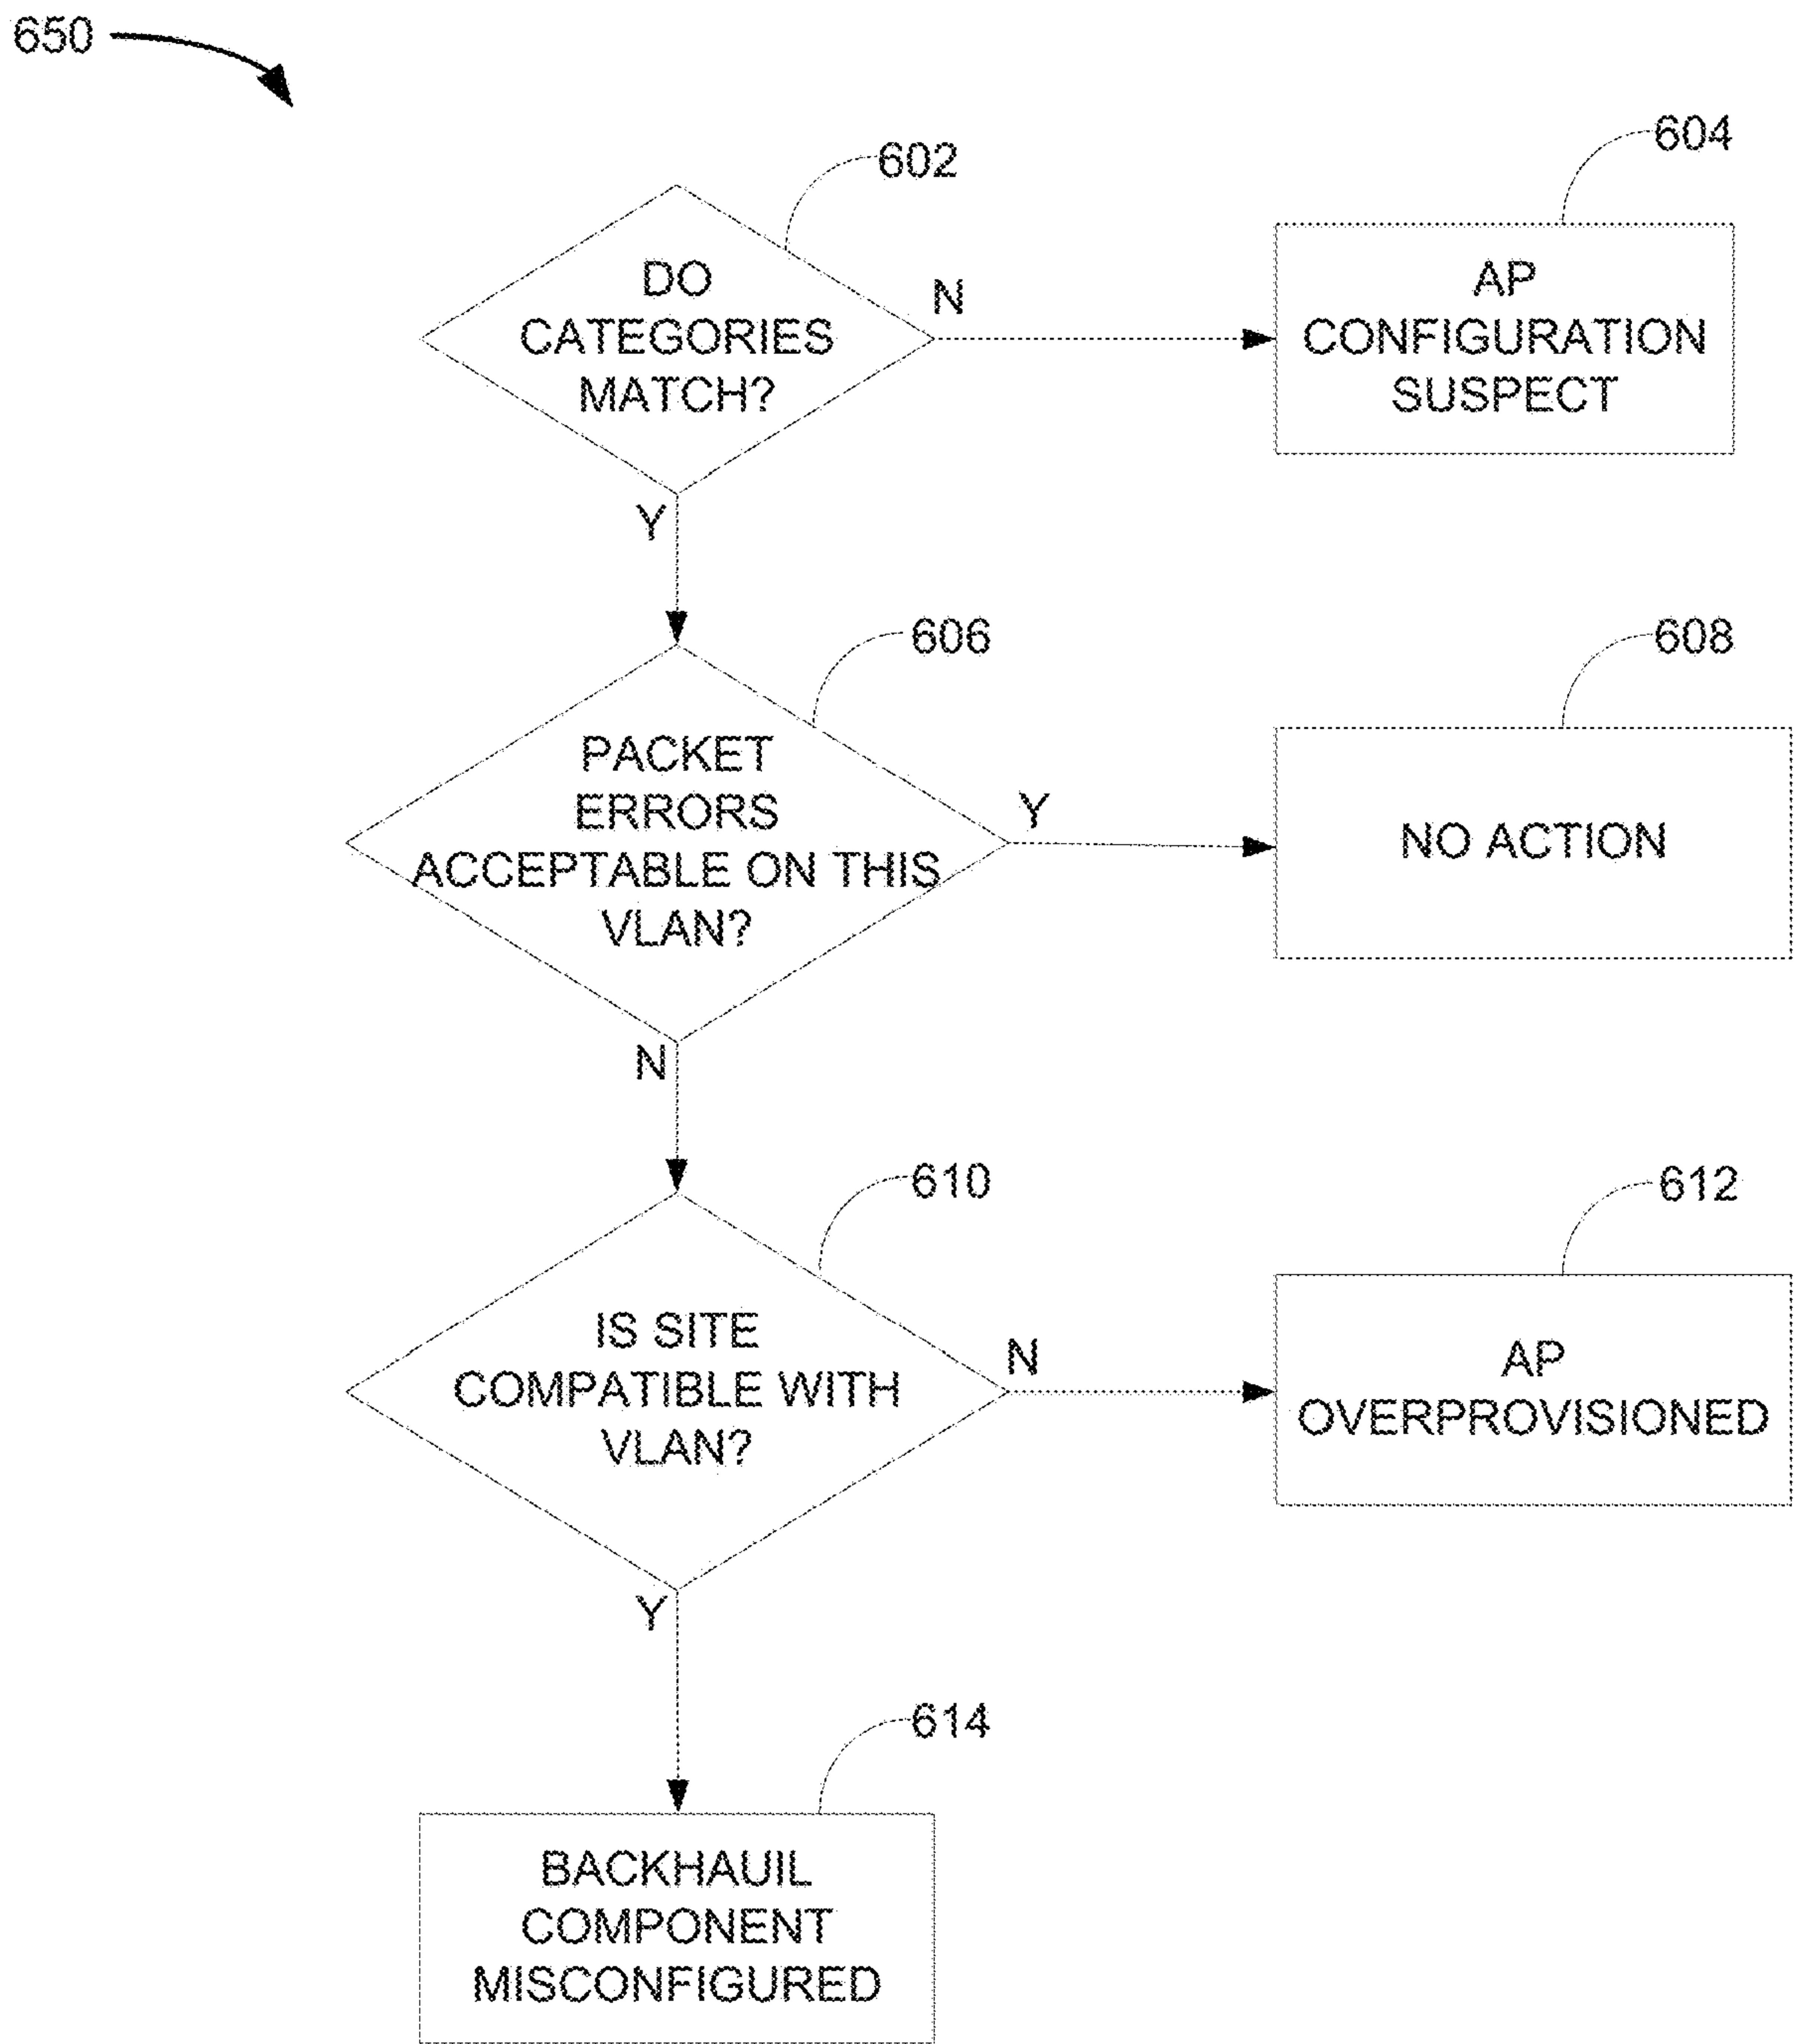 650
602
604
DO
CATEGORIES
MATCH?
N
AP
CONFIGURATION
SUSPECT
Y
606
608
PACKET
ERRORS
ACCEPTABLE ON THIS
VLAN?
Y
NO ACTION
N
610
612
IS SITE
COMPATIBLE WITH
VLAN?
N
AP
OVERPROVISIONED
Y
614
BACKHAUIL
COMPONENT
MISCONFIGURED